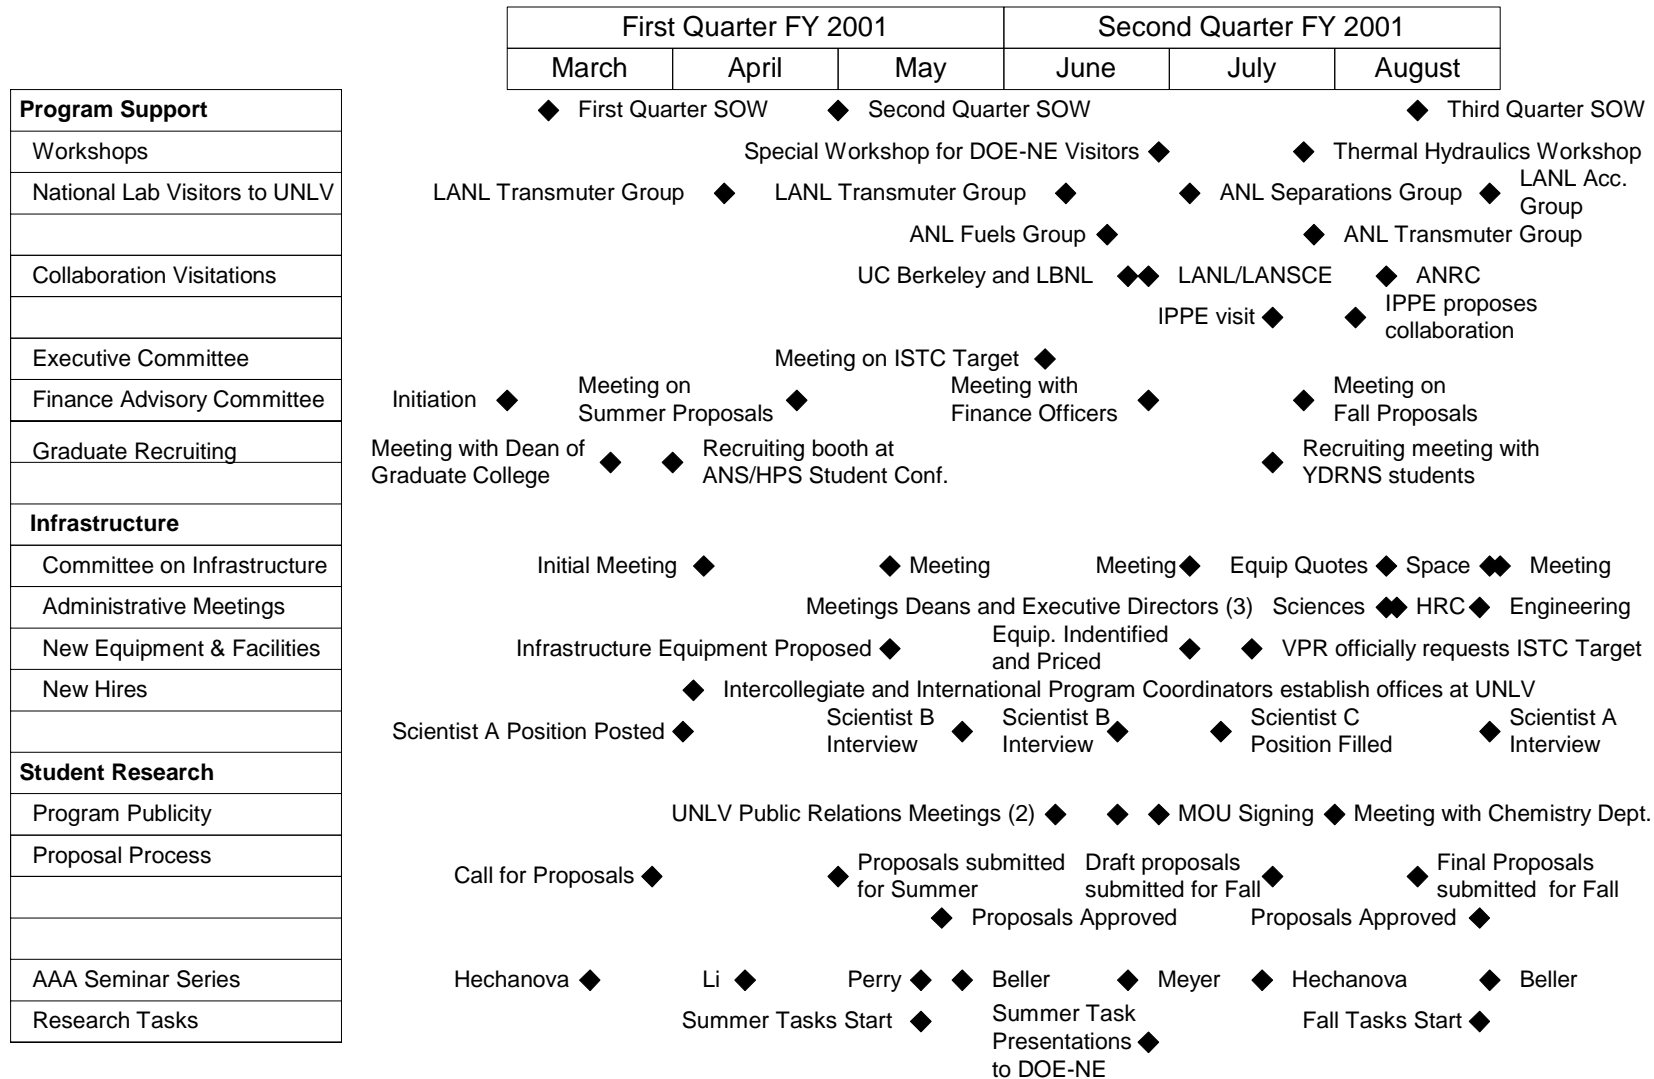 First Quarter FY 2001 Second Quarter FY 2001
March April May June July August
Program Support First Quarter SOW Second Quarter SOW Third Quarter SOW
Workshops Special Workshop for DOE-NE Visitors Thermal Hydraulics Workshop
National Lab Visitors to UNLV LANL Transmuter Group LANL Transmuter Group ANL Separations Group LANL Acc.
Group
ANL Fuels Group ANL Transmuter Group
Collaboration Visitations UC Berkeley and LBNL LANL/LANSCE ANRC
IPPE visit IPPE proposes
collaboration
Executive Committee Meeting on ISTC Target
Finance Advisory Committee Initiation Meeting on Meeting with Meeting on
Summer Proposals Finance Officers Fall Proposals
Graduate Recruiting Meeting with Dean of Recruiting booth at Recruiting meeting with
Graduate College ANS/HPS Student Conf. YDRNS students
Infrastructure
Committee on Infrastructure Initial Meeting Meeting Meeting Equip Quotes Space Meeting
Administrative Meetings Meetings Deans and Executive Directors (3) Sciences HRC Engineering
New Equipment & Facilities Infrastructure Equipment Proposed Equip. Indentified VPR officially requests ISTC Target
and Priced
New Hires Intercollegiate and International Program Coordinators establish offices at UNLV
Scientist A Position Posted Scientist B Scientist B Scientist C Scientist A
Interview Interview Position Filled Interview
Student Research
Program Publicity UNLV Public Relations Meetings (2) MOU Signing Meeting with Chemistry Dept.
Proposal Process Call for Proposals Proposals submitted Draft proposals Final Proposals
for Summer submitted for Fall submitted for Fall
Proposals Approved Proposals Approved
AAA Seminar Series Hechanova Li Perry Beller Meyer Hechanova Beller
Research Tasks Summer Tasks Start Summer Task Fall Tasks Start
Presentations
to DOE-NE